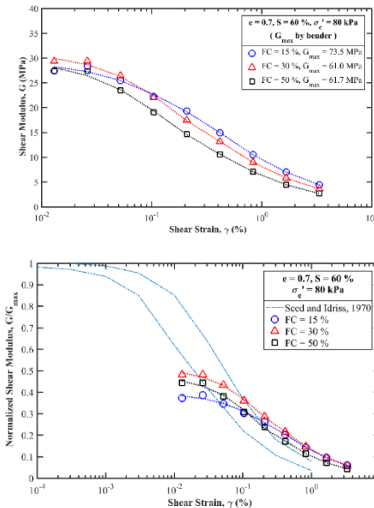 40
35
30
25
20
15
10
5
0
Shear Modulus, G (MPa)
e = 0.7, S = 60 %, σc' = 80 kPa
( Gmax by bender )
FC = 15 %, Gmax = 73.5 MPa
FC = 30 %, Gmax = 61.0 MPa
FC = 50 %, Gmax = 61.7 MPa
10-2 10-1 100 10
Shear Strain, γ (%)
1
0.9
0.8
0.7
0.6
0.5
0.4
0.3
0.2
0.1
0
Normalized Shear Modulus, G/Gmax
e = 0.7, S = 60 %
σc' = 80 kPa
Seed and Idriss, 1970
FC = 15 %
FC = 30 %
FC = 50 %
10-4 10-3 10-2 10-1 100
Shear Strain, γ (%)